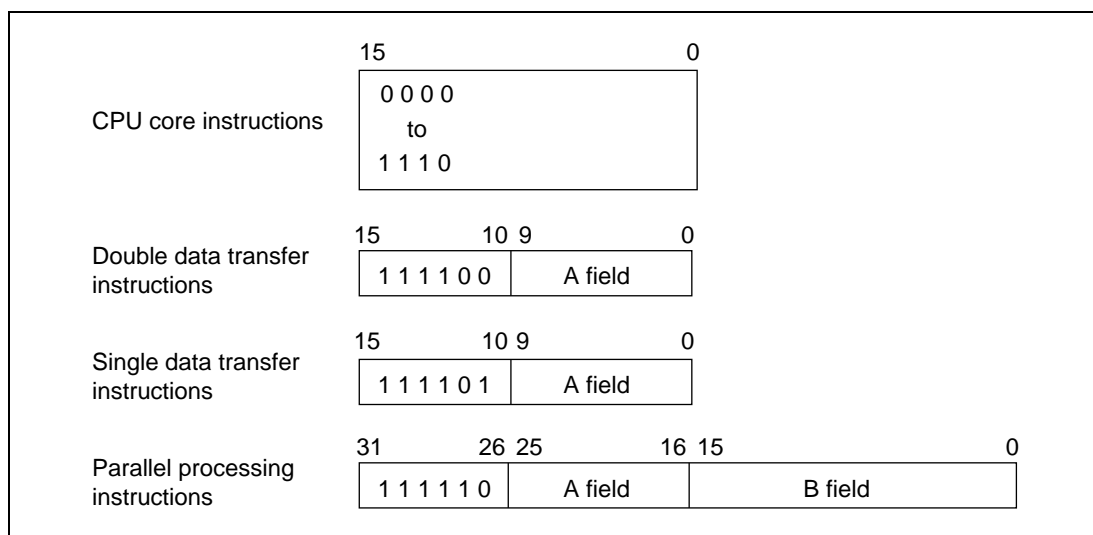 15 0
CPU core instructions
0 0 0 0
to
1 1 1 0
15 10 9 0
Double data transfer
instructions
1 1 1 1 0 0 A field
15 10 9 0
Single data transfer
instructions
1 1 1 1 0 1 A field
31 26 25 16 15 0
Parallel processing
instructions
1 1 1 1 1 0 A field B field